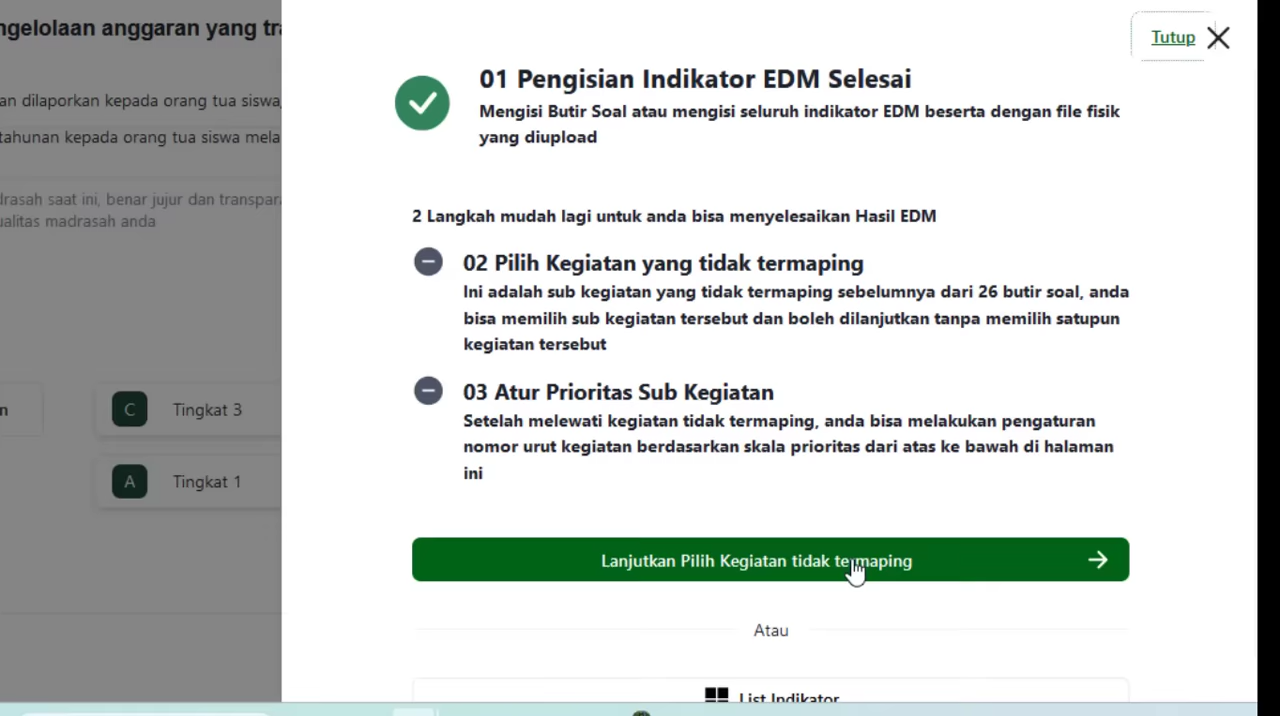 ngelolaan anggaran yang tra
an dilaporkan kepada orang tua siswa,
tahunan kepada orang tua siswa mela
drasah saat ini, benar jujur dan transpara
ualitas madrasah anda
n
C Tingkat 3
A Tingkat 1
Tutup
01 Pengisian Indikator EDM Selesai
Mengisi Butir Soal atau mengisi seluruh indikator EDM beserta dengan file fisik
yang diupload
2 Langkah mudah lagi untuk anda bisa menyelesaikan Hasil EDM
02 Pilih Kegiatan yang tidak termaping
Ini adalah sub kegiatan yang tidak termaping sebelumnya dari 26 butir soal, anda
bisa memilih sub kegiatan tersebut dan boleh dilanjutkan tanpa memilih satupun
kegiatan tersebut
03 Atur Prioritas Sub Kegiatan
Setelah melewati kegiatan tidak termaping, anda bisa melakukan pengaturan
nomor urut kegiatan berdasarkan skala prioritas dari atas ke bawah di halaman
ini
Lanjutkan Pilih Kegiatan tidak termaping
Atau
List Indikator